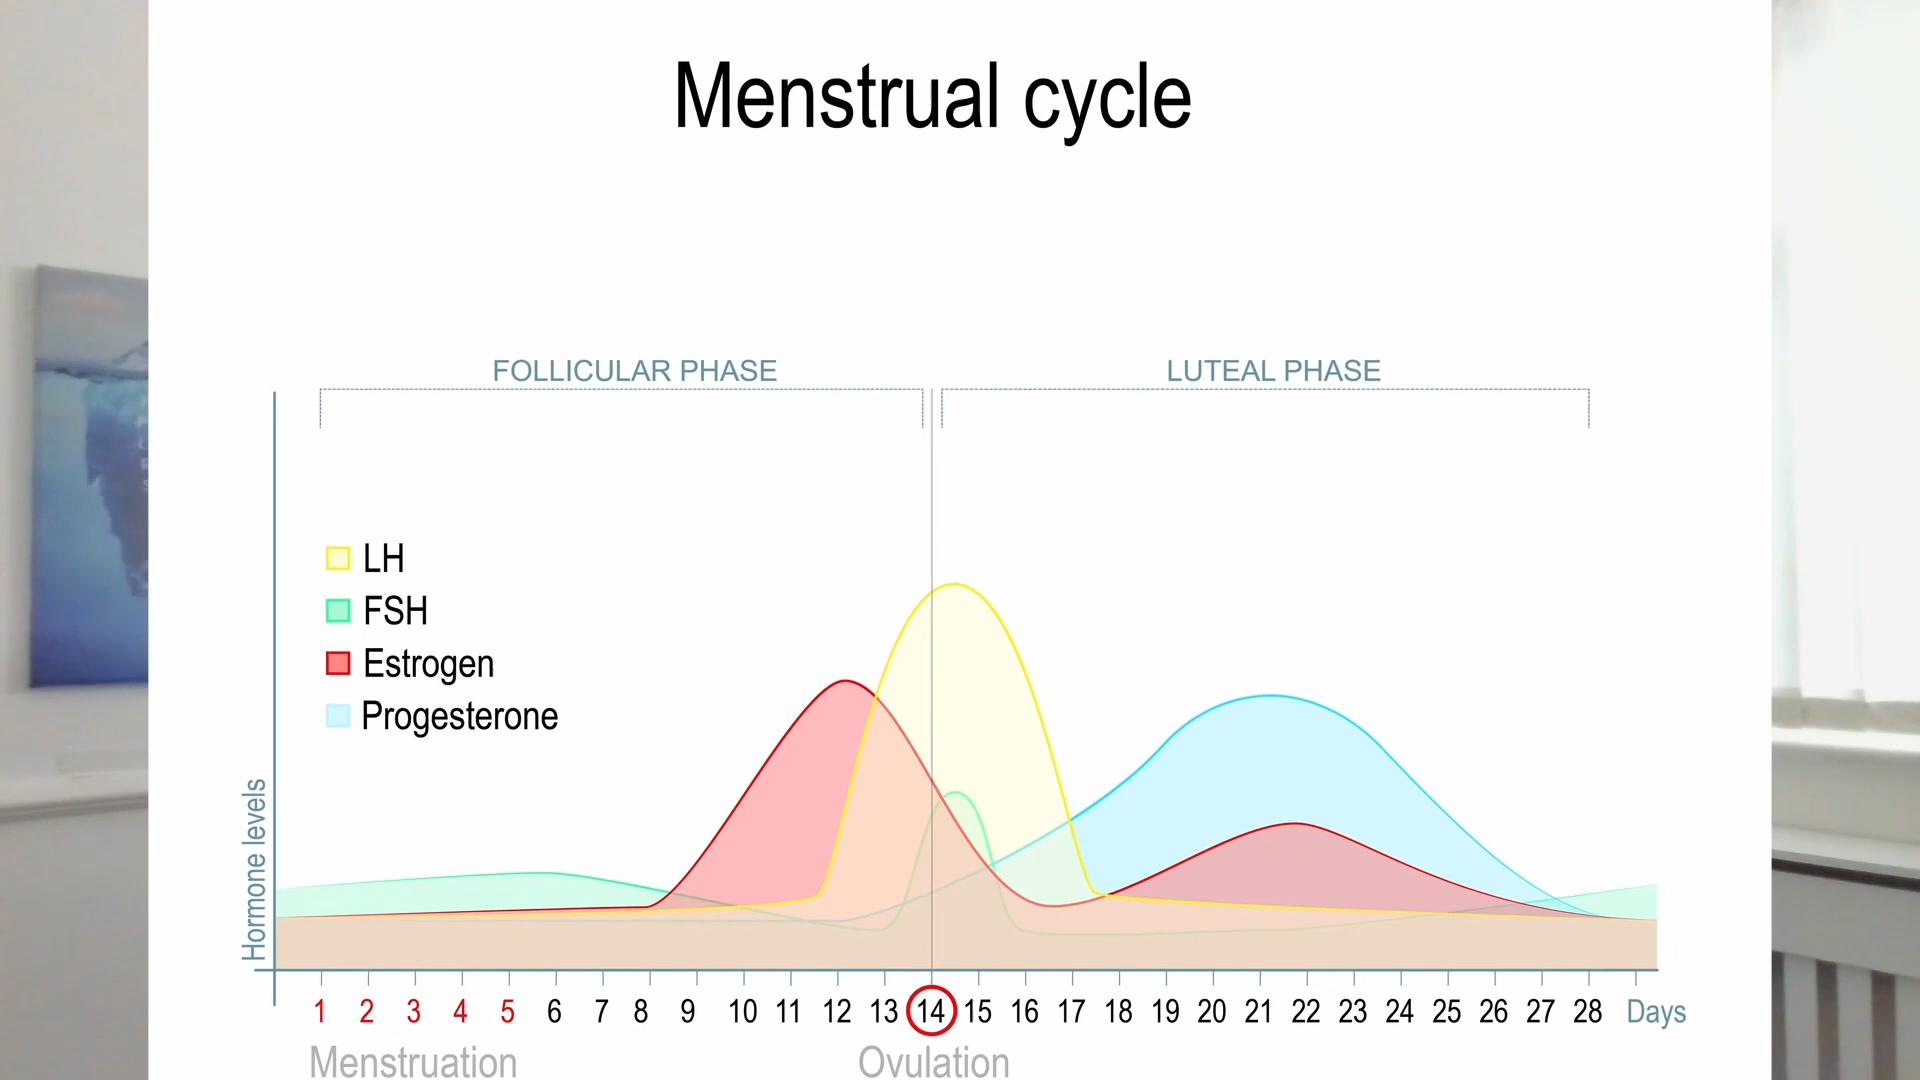 Menstrual cycle
FOLLICULAR PHASE
LUTEAL PHASE
LH
FSH
Estrogen
Progesterone
Hormone levels
1 2 3 4 5 6 7 8 9 10 11 12 13 14 15 16 17 18 19 20 21 22 23 24 25 26 27 28 Days
Menstruation
Ovulation